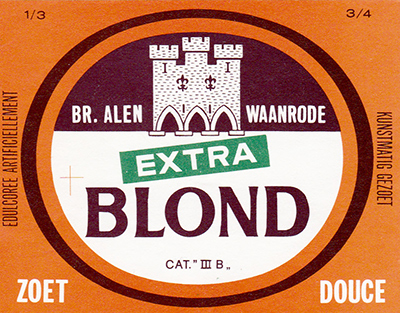 1/3
3/4
BR. ALEN
WAANRODE
EXTRA
BLOND
CAT." III B„
EDULCOREE ARTIFICIELLEMENT
KUNSTMATIG GEZOET
ZOET
DOUCE